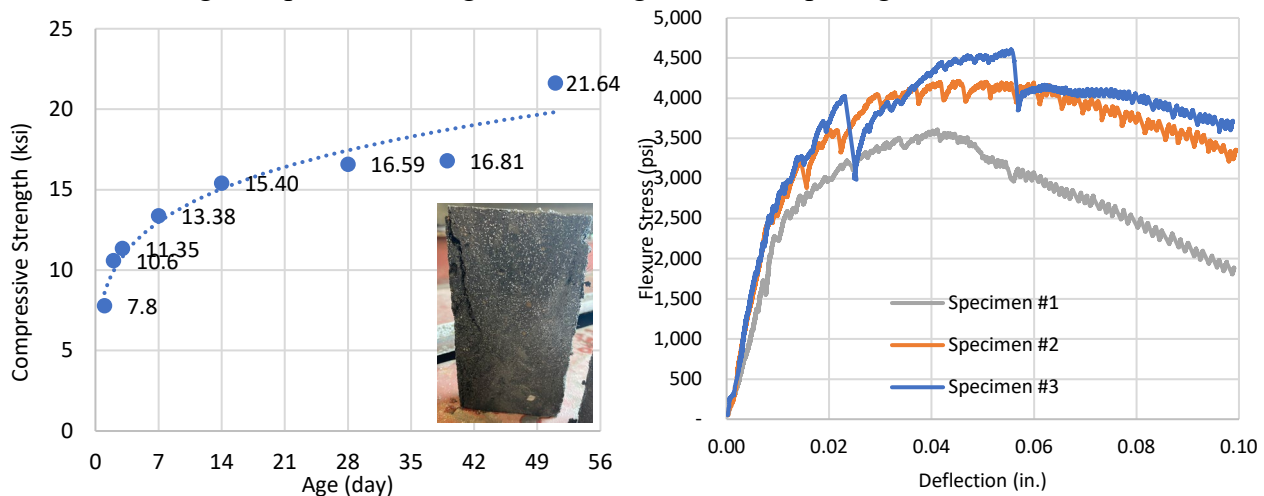 25
20
15
10
5
0
Compressive Strength (ksi)
7.8
10.6
11.35
13.38
15.40
16.59
16.81
21.64
0 7 14 21 28 35 42 49 56
Age (day)
5,000
4,500
4,000
3,500
3,000
2,500
2,000
1,500
1,000
500
-
Flexure Stress (psi)
Specimen #1
Specimen #2
Specimen #3
0.00 0.02 0.04 0.06 0.08 0.10
Deflection (in.)